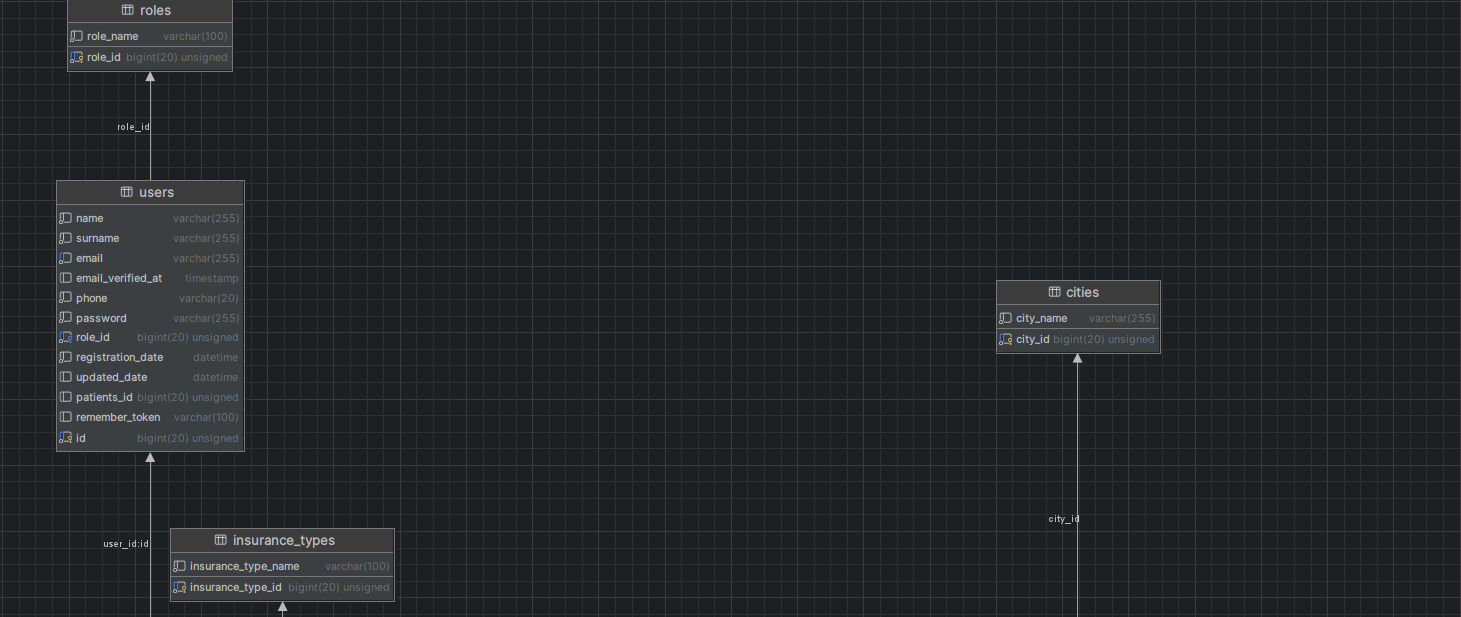 roles
role_name varchar(100)
role_id bigint(20) unsigned
role_id
users
name varchar(255)
surname varchar(255)
email varchar(255)
email_verified_at timestamp
phone varchar(20)
password varchar(255)
role_id bigint(20) unsigned
registration_date datetime
updated_date datetime
patients_id bigint(20) unsigned
remember_token varchar(100)
id bigint(20) unsigned
cities
city_name varchar(255)
city_id bigint(20) unsigned
city_id
user_id:id
insurance_types
insurance_type_name varchar(100)
insurance_type_id bigint(20) unsigned